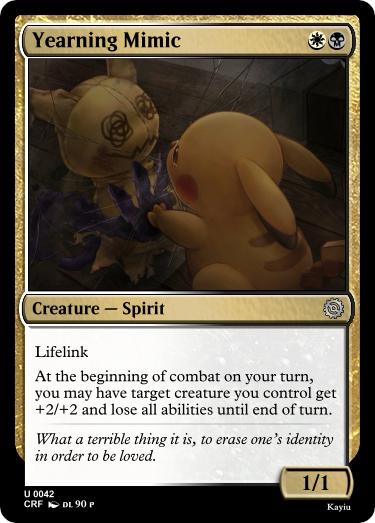 Yearning Mimic
Creature — Spirit
Lifelink
At the beginning of combat on your turn,
you may have target creature you control get
+2/+2 and lose all abilities until end of turn.
What a terrible thing it is, to erase one's identity
in order to be loved.
1/1
U 0042
CRF DL 90 P
Kayiu